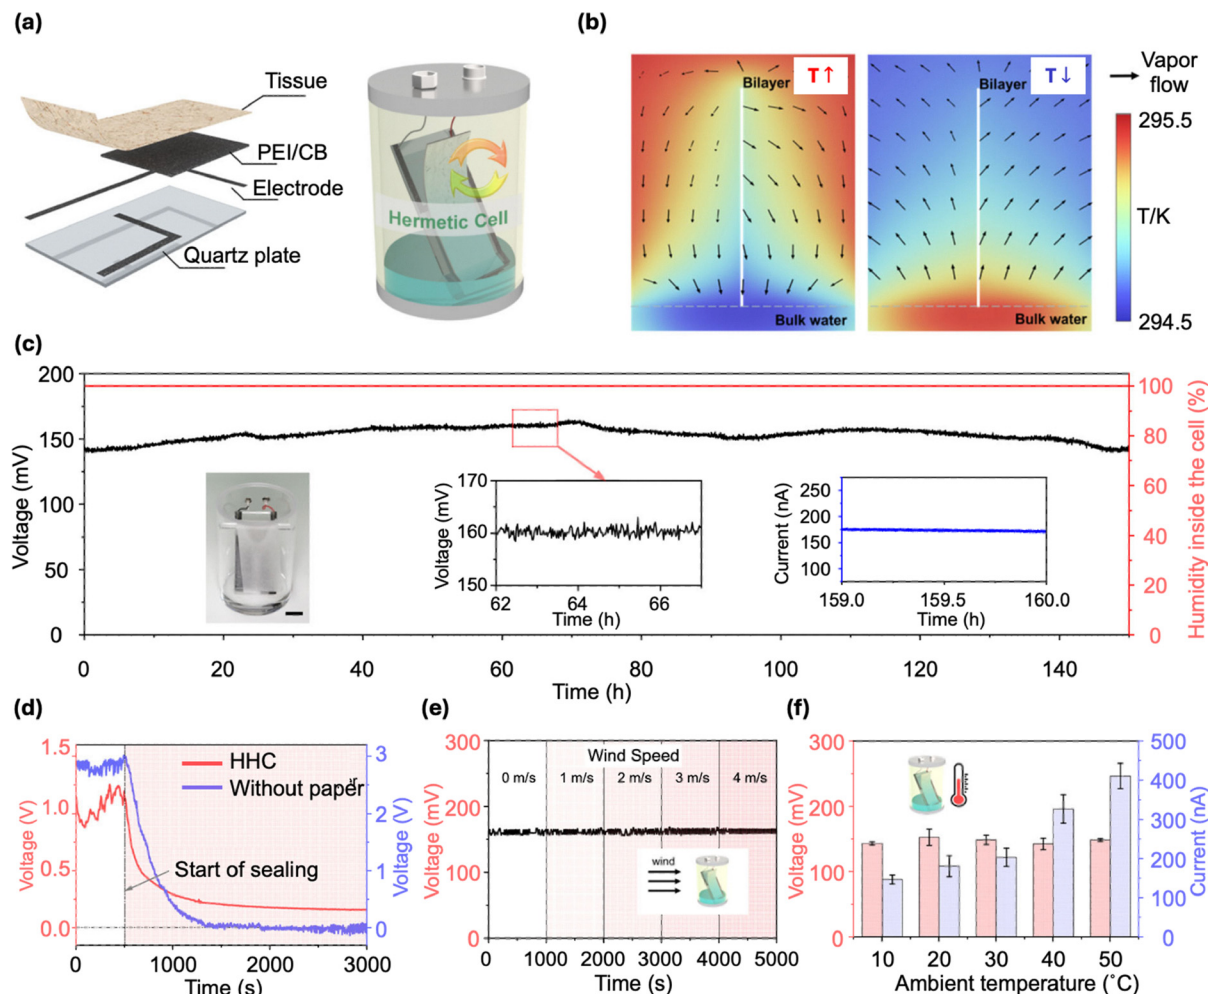 (a)
Tissue
PEI/CB
Electrode
Quartz plate
Hermetic Cell
(b)
Bilayer
T↑
Bulk water
Bilayer
T↓
Bulk water
Vapor
flow
295.5
T/K
294.5
(c)
Voltage (mV)
200
150
100
50
0
0
20
40
60
80
100
120
140
Time (h)
Humidity inside the cell (%)
100
80
60
40
20
0
Voltage (mV)
170
160
150
62
64
66
Time (h)
Current (nA)
250
200
150
100
159.0
159.5
160.0
Time (h)
(d)
Voltage (V)
1.5
1.0
0.5
0.0
HHC
Without paper
Start of sealing
3
2
1
0
Voltage (V)
0
1000
2000
3000
Time (s)
(e)
Voltage (mV)
300
200
100
0
Wind Speed
0 m/s
1 m/s
2 m/s
3 m/s
4 m/s
wind
0
1000
2000
3000
4000
5000
Time (s)
(f)
Voltage (mV)
300
200
100
0
500
400
300
200
100
0
Current (nA)
10
20
30
40
50
Ambient temperature (˚C)